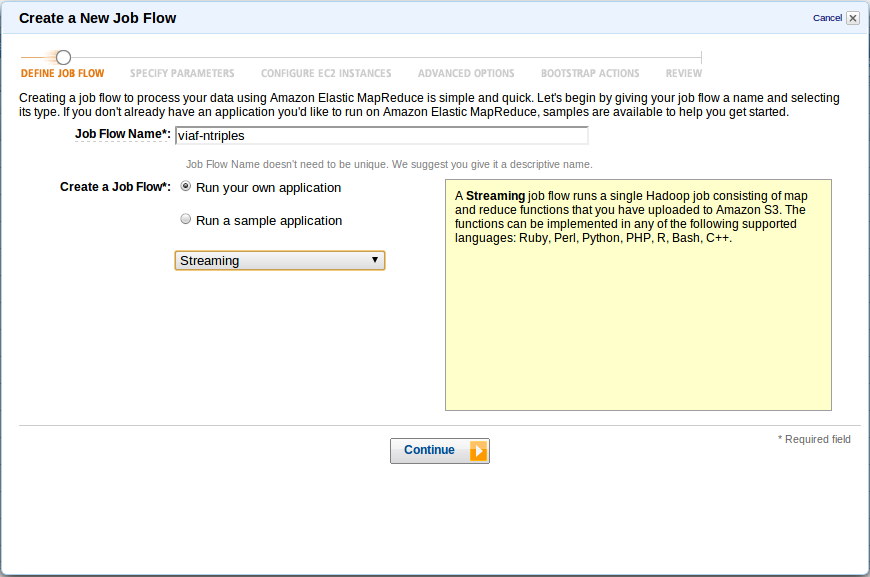 Create a New Job Flow
Cancel
DEFINE JOB FLOW
SPECIFY PARAMETERS
CONFIGURE EC2 INSTANCES
ADVANCED OPTIONS
BOOTSTRAP ACTIONS
REVIEW
Creating a job flow to process your data using Amazon Elastic MapReduce is simple and quick. Let's begin by giving your job flow a name and selecting
its type. If you don't already have an application you'd like to run on Amazon Elastic MapReduce, samples are available to help you get started.
Job Flow Name*: viaf-ntriples
Job Flow Name doesn't need to be unique. We suggest you give it a descriptive name.
Create a Job Flow*: Run your own application
Run a sample application
Streaming
A Streaming job flow runs a single Hadoop job consisting of map
and reduce functions that you have uploaded to Amazon S3. The
functions can be implemented in any of the following supported
languages: Ruby, Perl, Python, PHP, R, Bash, C++.
* Required field
Continue